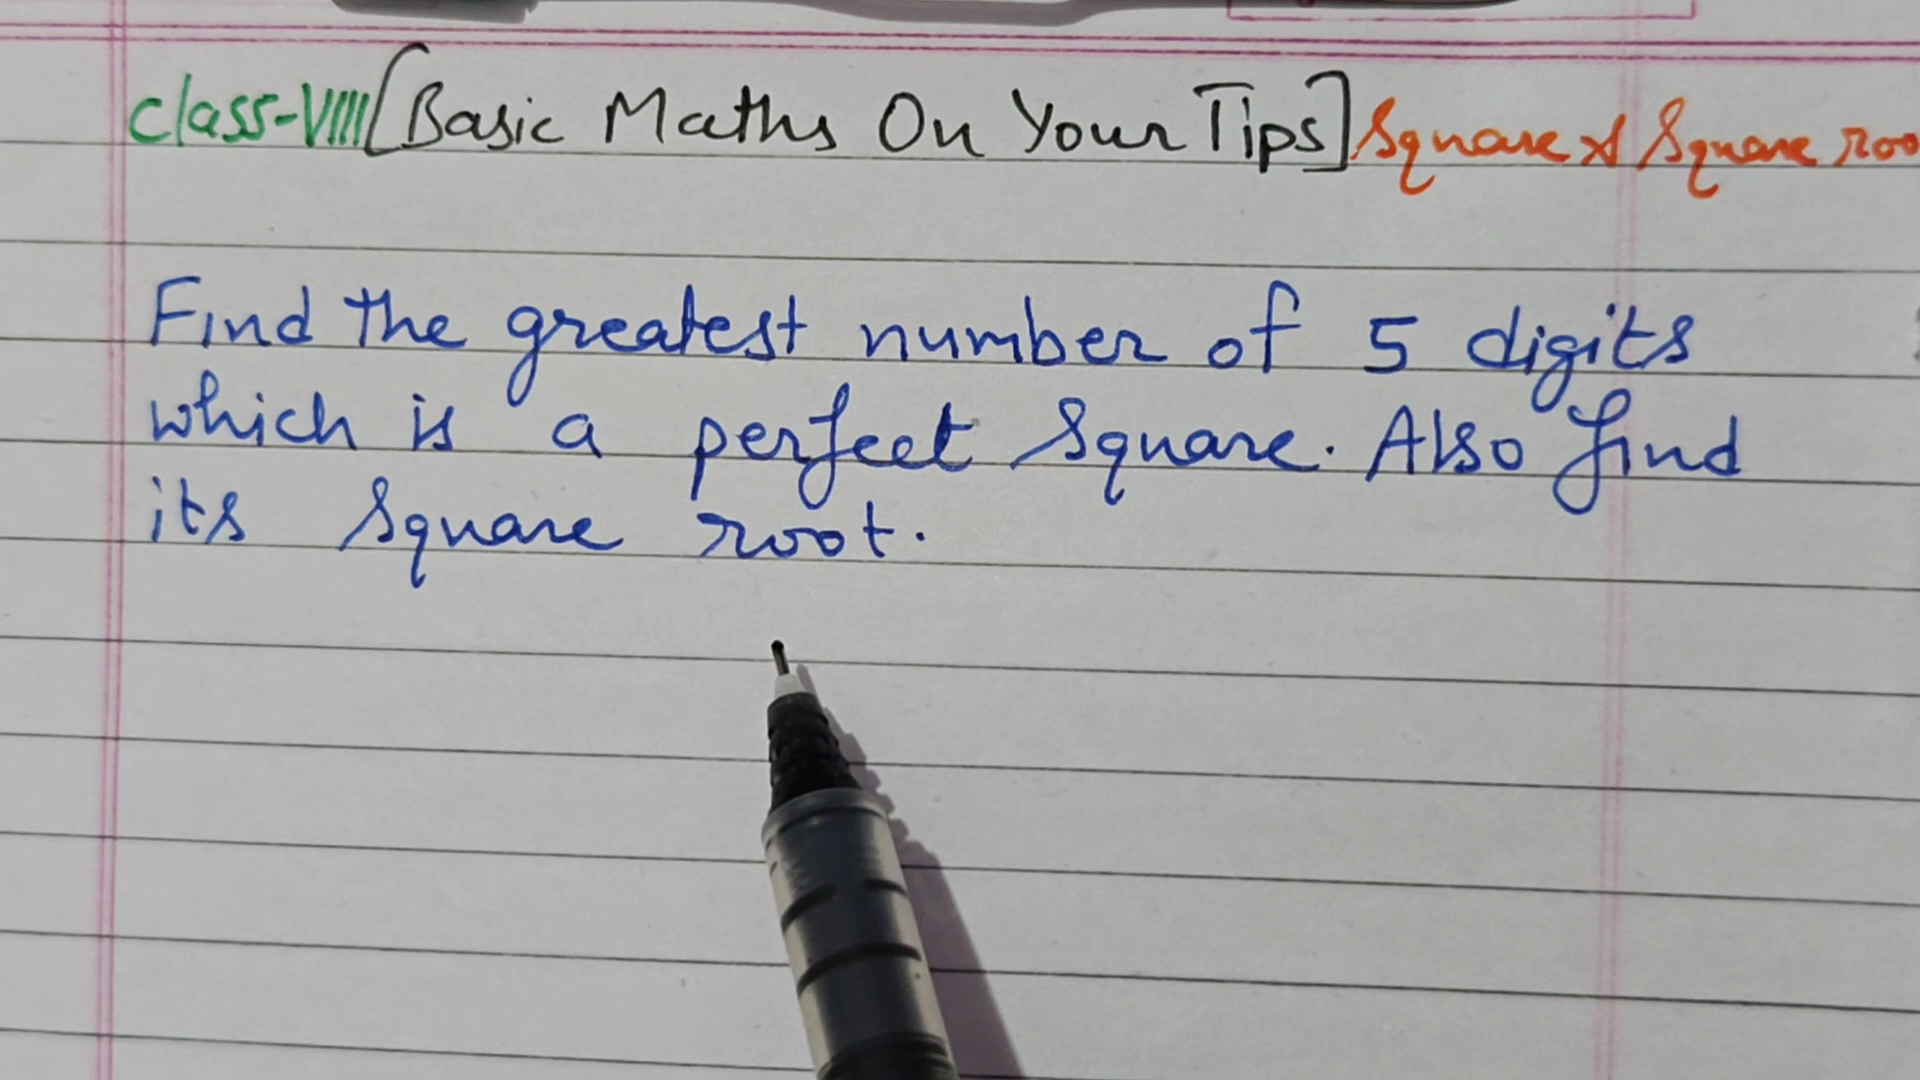 class-VIII [Basic Maths On Your Tips] Square & Square roo
Find the greatest number of 5 digits
which is a perfect square. Also find
its square root.